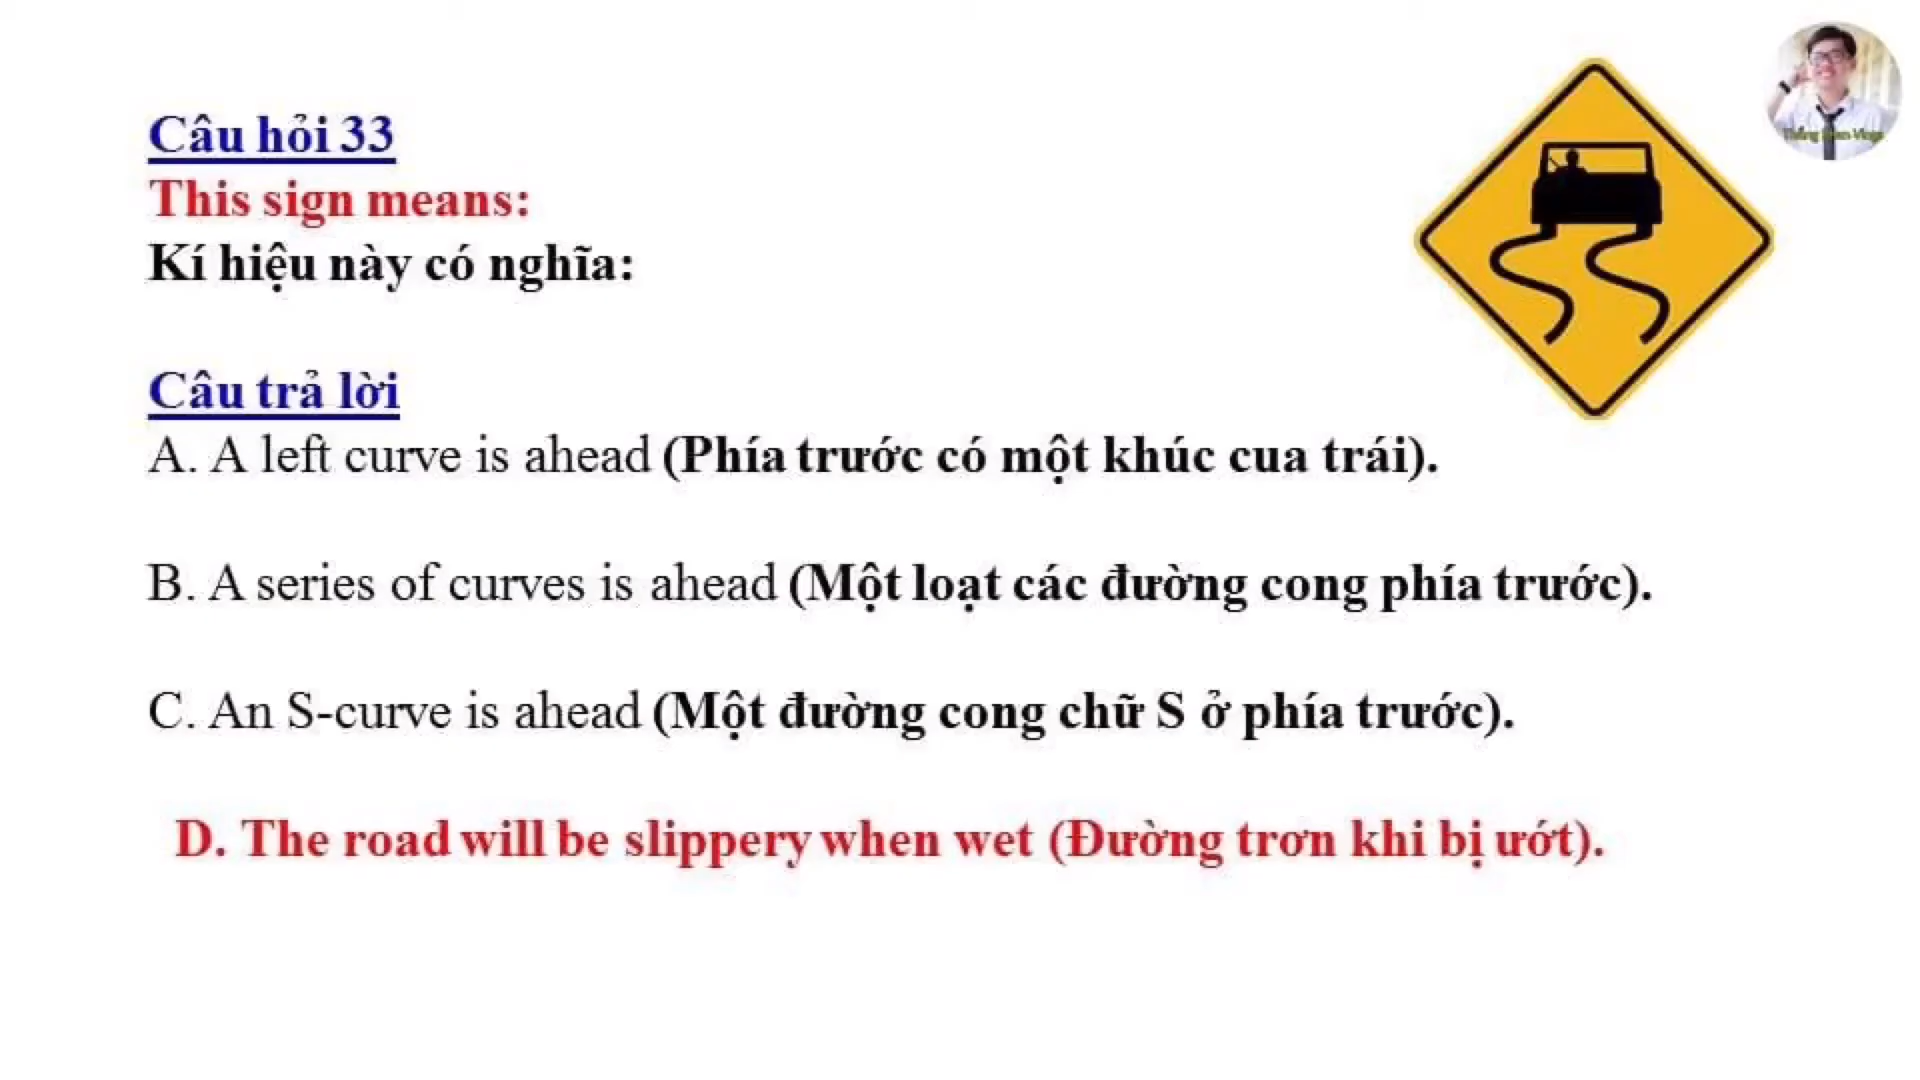 Câu hỏi 33
This sign means:
Kí hiệu này có nghĩa:
Câu trả lời
A. A left curve is ahead (Phía trước có một khúc cua trái).
B. A series of curves is ahead (Một loạt các đường cong phía trước).
C. An S-curve is ahead (Một đường cong chữ S ở phía trước).
D. The road will be slippery when wet (Đường trơn khi bị ướt).